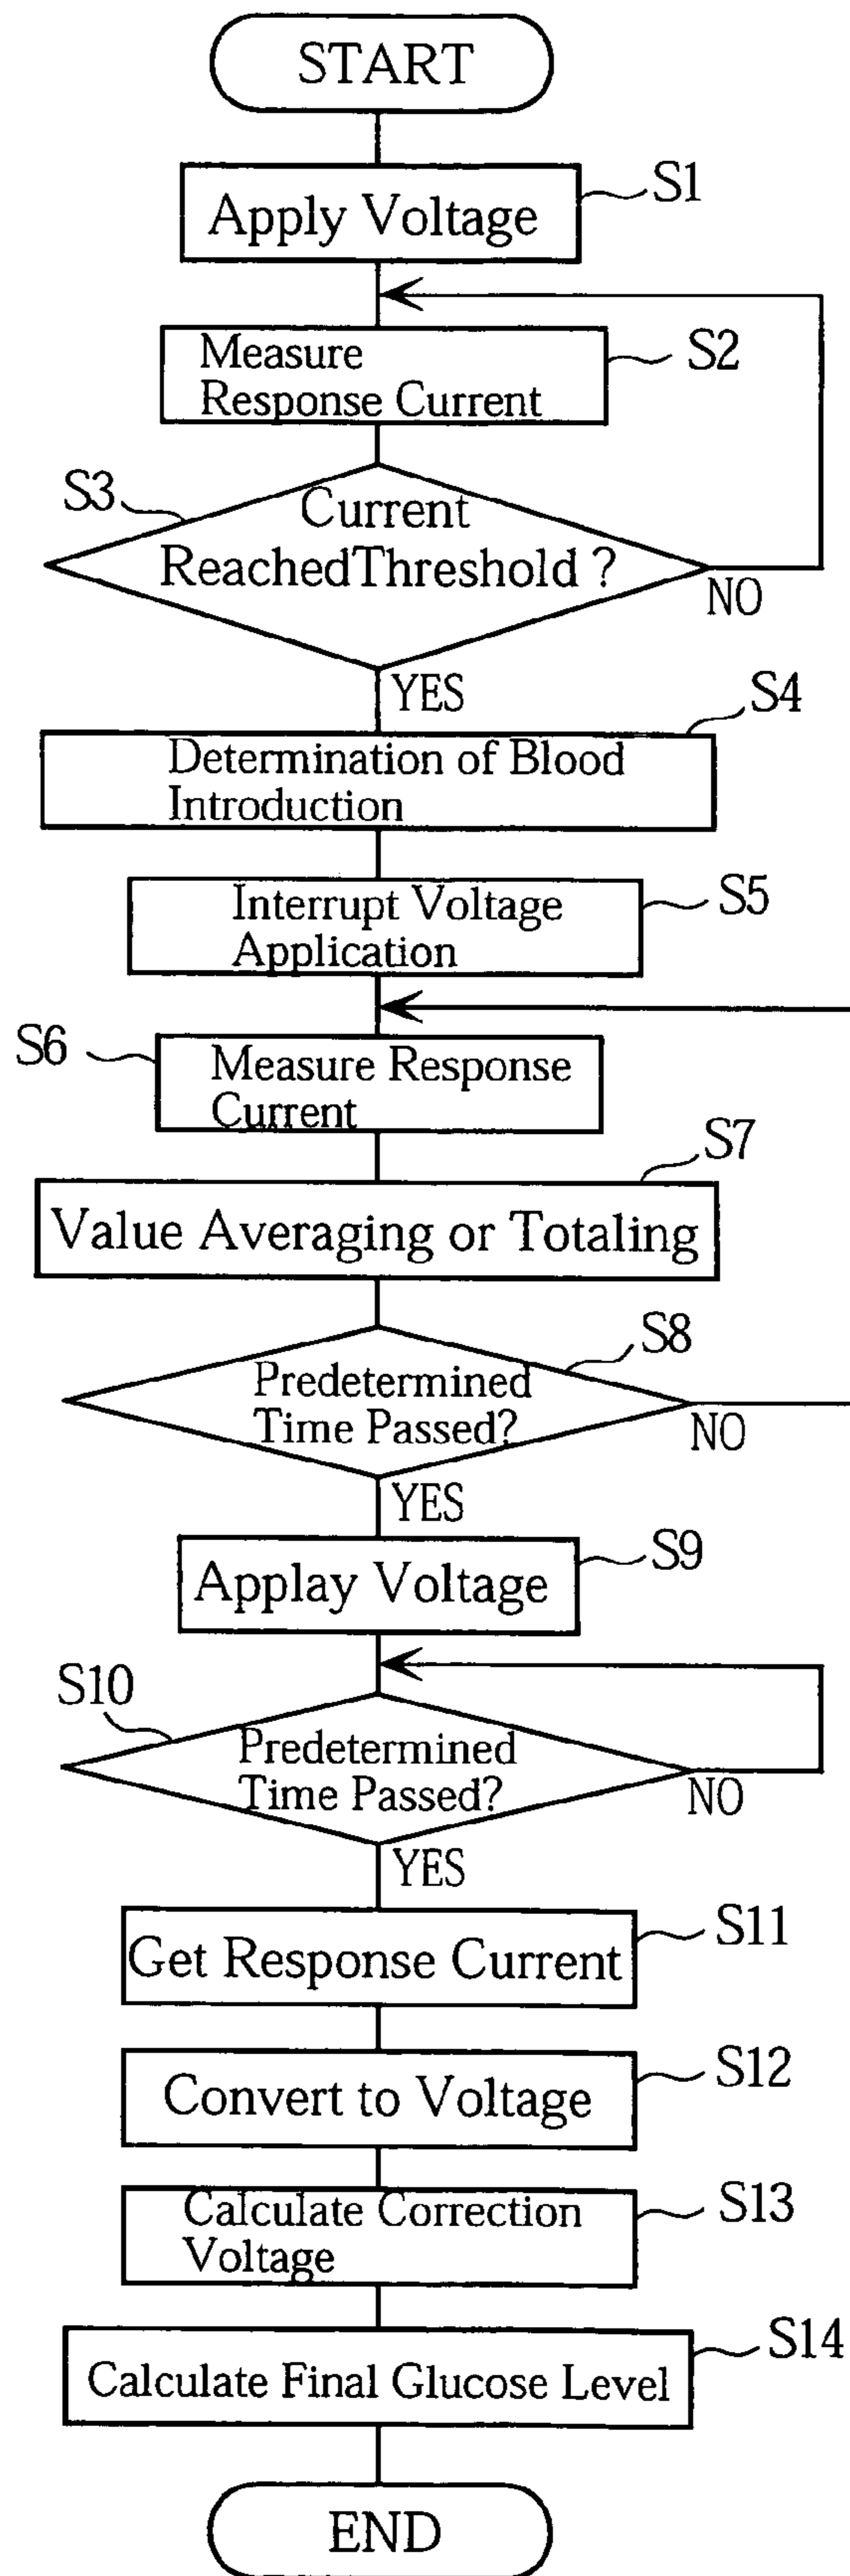 START
Apply Voltage
S1
Measure
Response Current
S2
S3
Current
ReachedThreshold ?
NO
YES
S4
Determination of Blood
Introduction
Interrupt Voltage
Application
S5
S6
Measure Response
Current
S7
Value Averaging or Totaling
S8
Predetermined
Time Passed?
NO
YES
Applay Voltage
S9
S10
Predetermined
Time Passed?
NO
YES
Get Response Current
S11
Convert to Voltage
S12
Calculate Correction
Voltage
S13
Calculate Final Glucose Level
S14
END